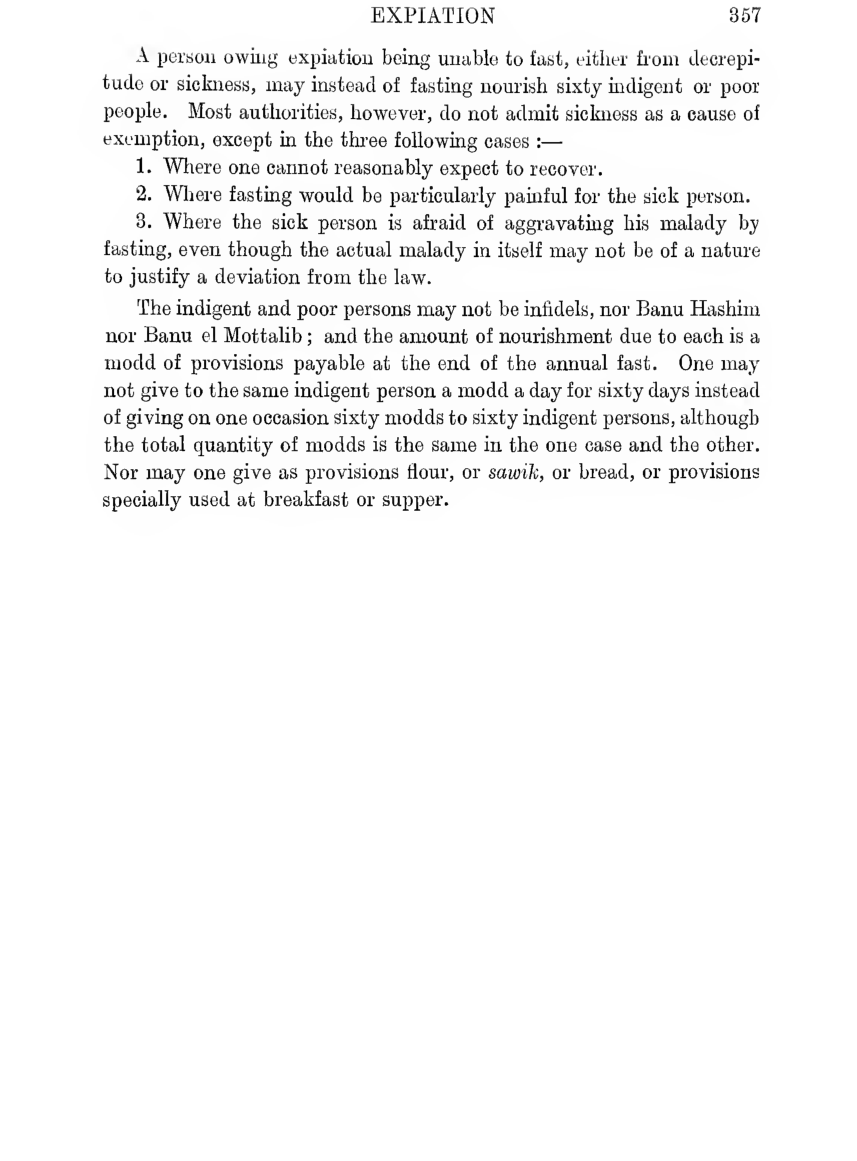 EXPIATION 357
A person owing expiation being unable to fast, either from decrepi-
tude or sickness, may instead of fasting nourish sixty indigent or poor
people. Most authorities, however, do not admit sickness as a cause of
exemption, except in the three following cases :—
1. Where one cannot reasonably expect to recover.
2. Where fasting would be particularly painful for the sick person.
3. Where the sick person is afraid of aggravating his malady by
fasting, even though the actual malady in itself may not be of a nature
to justify a deviation from the law.
The indigent and poor persons may not be infidels, nor Banu Hashim
nor Banu el Mottalib ; and the amount of nourishment due to each is a
modd of provisions payable at the end of the annual fast. One may
not give to the same indigent person a modd a day for sixty days instead
of giving on one occasion sixty modds to sixty indigent persons, although
the total quantity of modds is the same in the one case and the other.
Nor may one give as provisions flour, or sawik, or bread, or provisions
specially used at breakfast or supper.